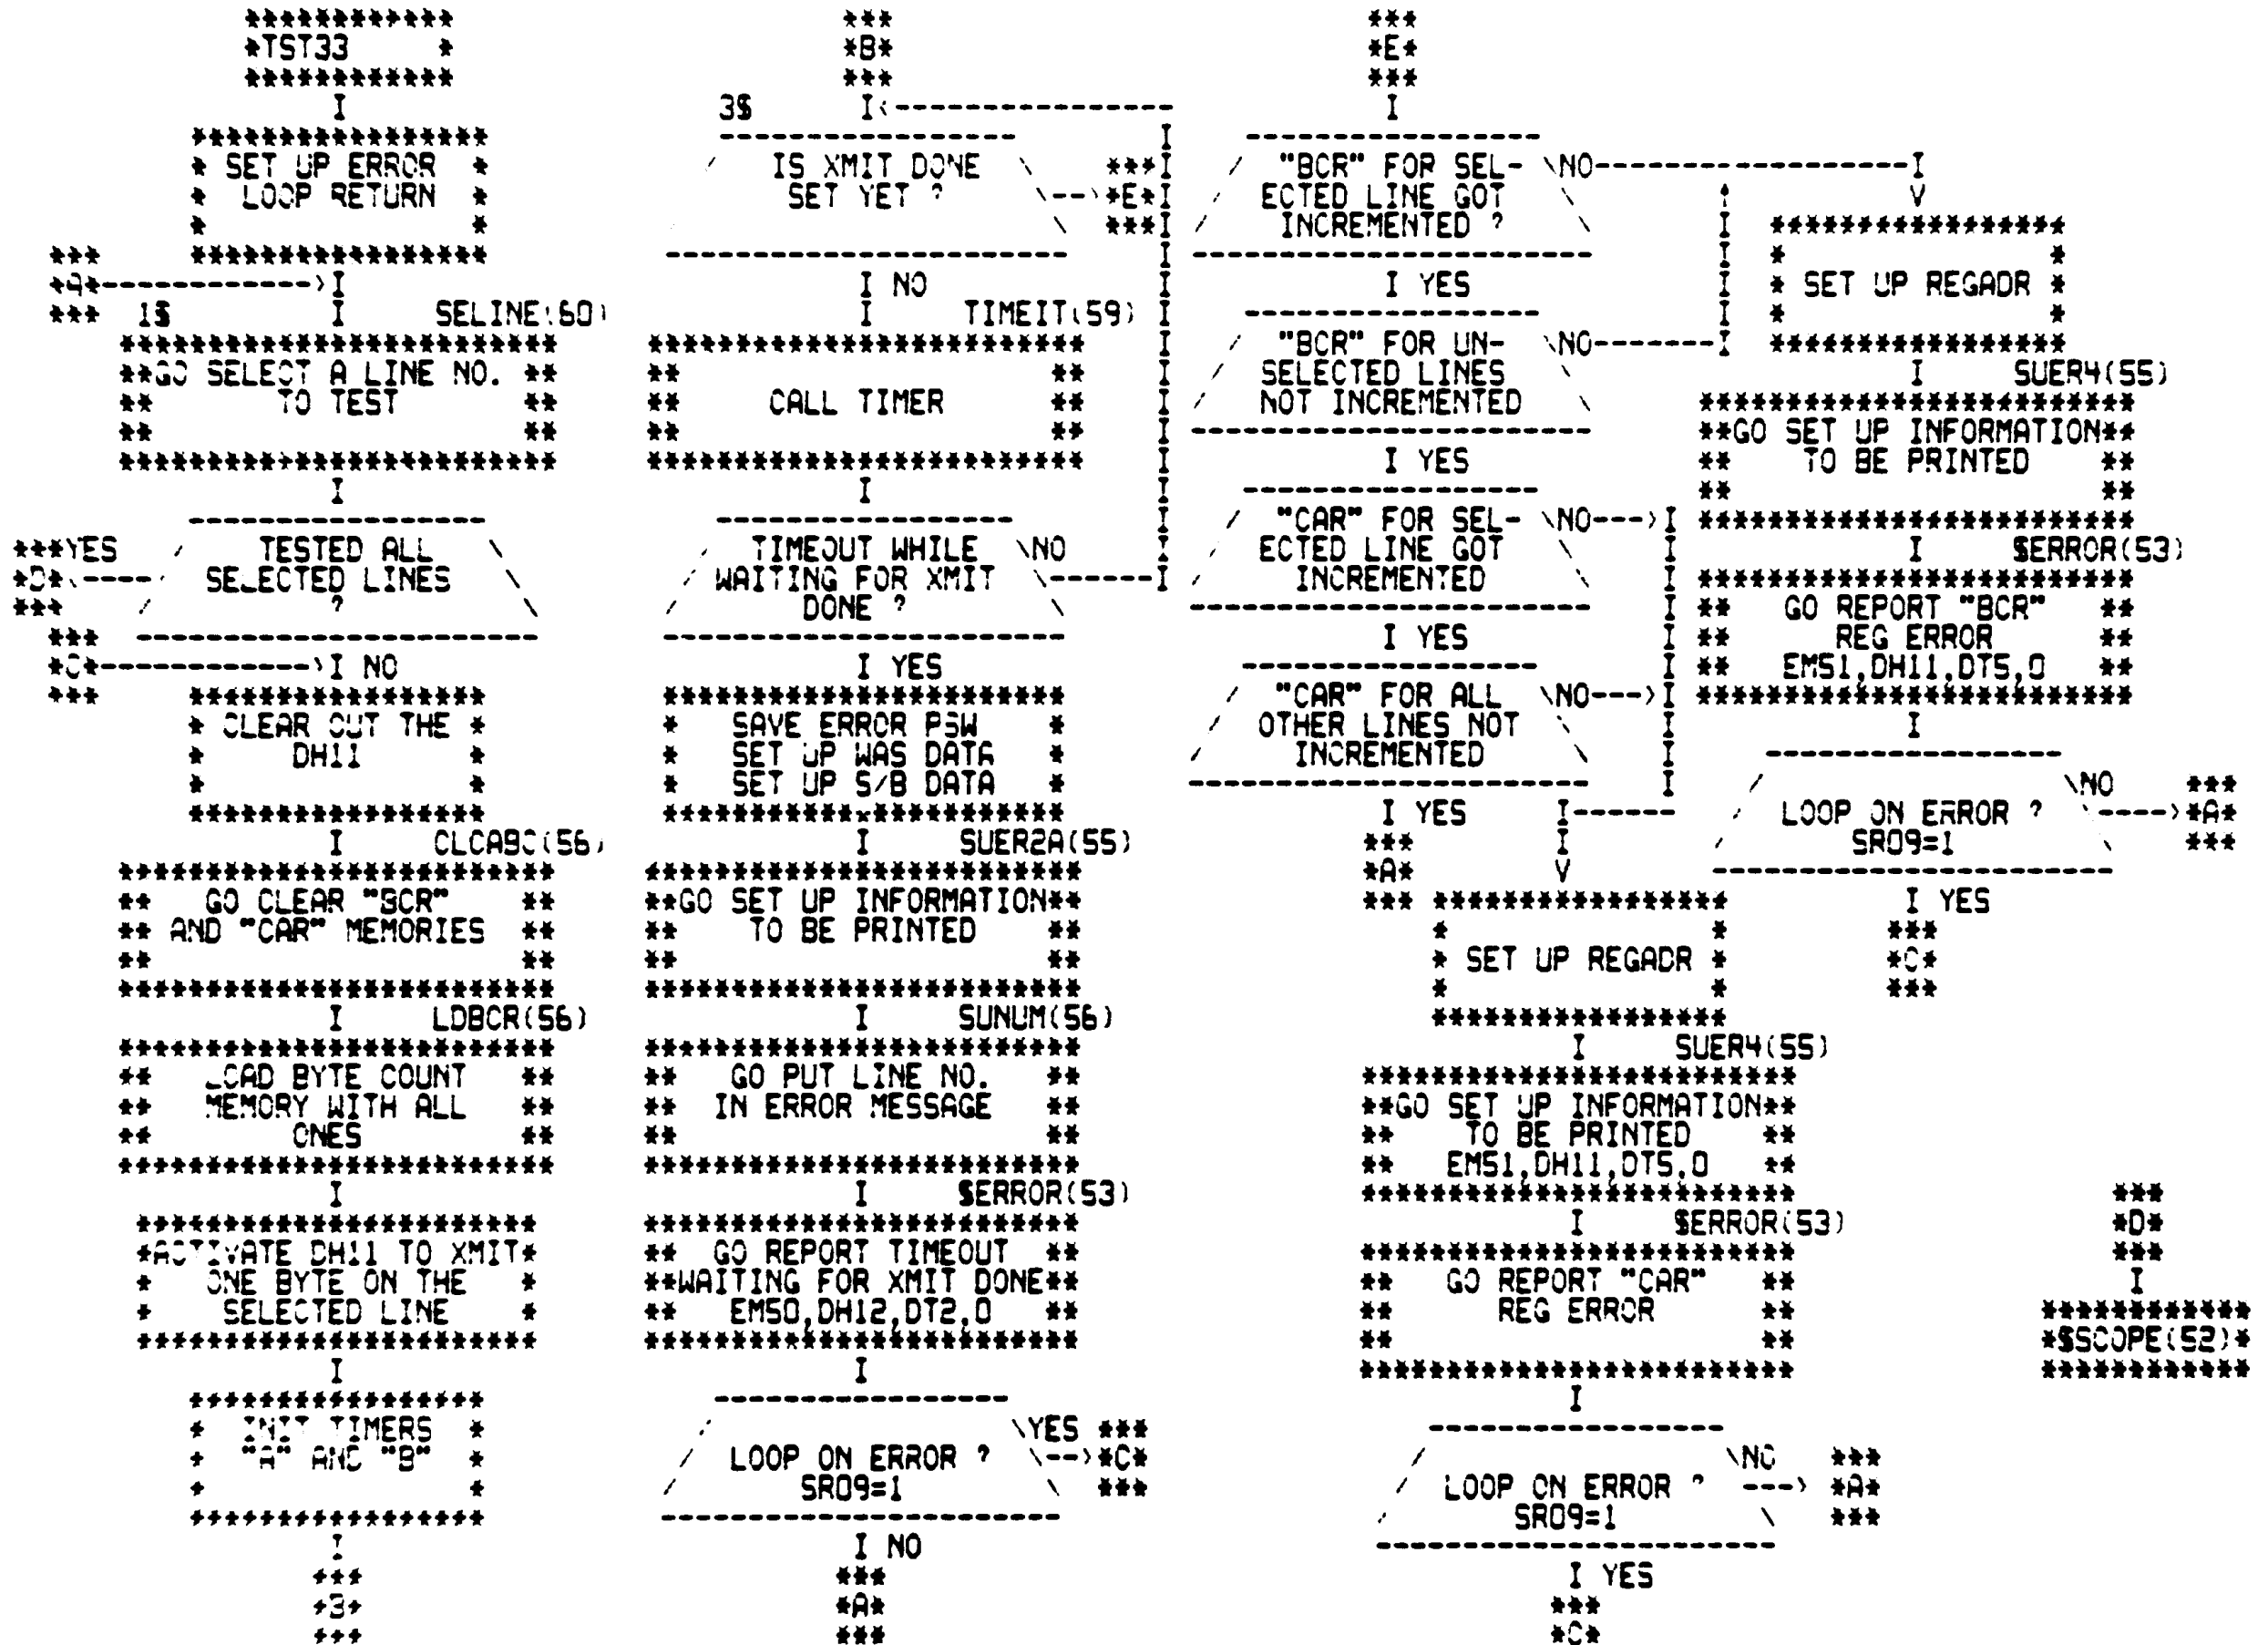 TST33
I
SET UP ERROR
LOOP RETURN
A
I
1$ I SELINE(60)
GO SELECT A LINE NO.
TO TEST
I
YES TESTED ALL
D SELECTED LINES
?
C I NO
CLEAR OUT THE
DH11
I CLCABC(56)
GO CLEAR "BCR"
AND "CAR" MEMORIES
I LDBCR(56)
LOAD BYTE COUNT
MEMORY WITH ALL
ONES
I
ACTIVATE DH11 TO XMIT
ONE BYTE ON THE
SELECTED LINE
I
INIT TIMERS
"A" AND "B"
I
B
B
3$ I
IS XMIT DONE
SET YET ? E
I NO
I TIMEIT(59)
CALL TIMER
I
TIMEOUT WHILE NO
WAITING FOR XMIT
DONE ?
I YES
SAVE ERROR PSW
SET UP WAS DATA
SET UP S/B DATA
I SUER2A(55)
GO SET UP INFORMATION
TO BE PRINTED
I SUNUM(56)
GO PUT LINE NO.
IN ERROR MESSAGE
I $ERROR(53)
GO REPORT TIMEOUT
WAITING FOR XMIT DONE
EM50,DH12,DT2,0
I
YES
LOOP ON ERROR ? C
SR09=1
I NO
A
E
I
"BCR" FOR SEL- NO
ECTED LINE GOT
INCREMENTED ?
I YES
"BCR" FOR UN- NO
SELECTED LINES
NOT INCREMENTED
I YES
"CAR" FOR SEL- NO
ECTED LINE GOT
INCREMENTED
I YES
"CAR" FOR ALL NO
OTHER LINES NOT
INCREMENTED
I YES
A
V
SET UP REGADR
I SUER4(55)
GO SET UP INFORMATION
TO BE PRINTED
EM51,DH11,DT5,0
I $ERROR(53)
GO REPORT "CAR"
REG ERROR
I
NO
LOOP ON ERROR ? A
SR09=1
I YES
C
I
V
SET UP REGADR
I SUER4(55)
GO SET UP INFORMATION
TO BE PRINTED
I $ERROR(53)
GO REPORT "BCR"
REG ERROR
EM51,DH11,DT5,0
I
NO
LOOP ON ERROR ? A
SR09=1
I YES
C
D
I
$SCOPE(52)